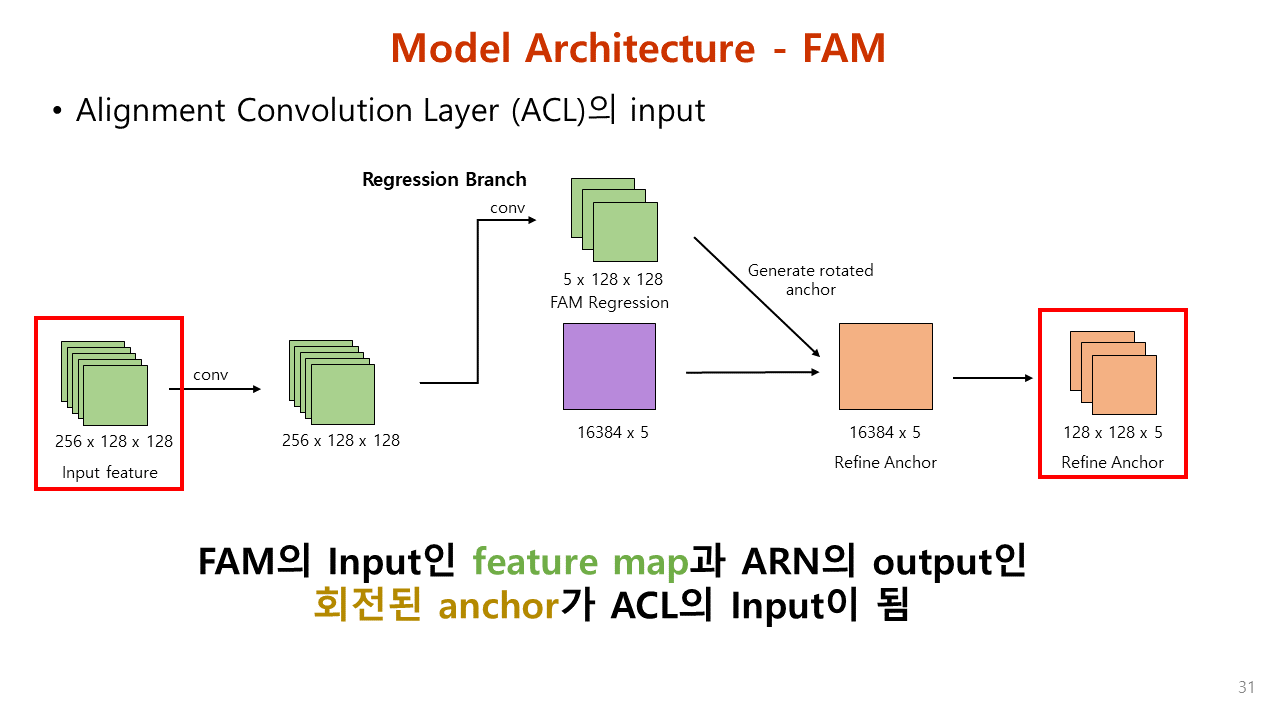 Model Architecture - FAM
• Alignment Convolution Layer (ACL)의 input
Regression Branch
conv
5 x 128 x 128
FAM Regression
Generate rotated
anchor
conv
256 x 128 x 128
Input feature
256 x 128 x 128
16384 x 5
16384 x 5
Refine Anchor
128 x 128 x 5
Refine Anchor
FAM의 Input인 feature map과 ARN의 output인
회전된 anchor가 ACL의 Input이 됨
31